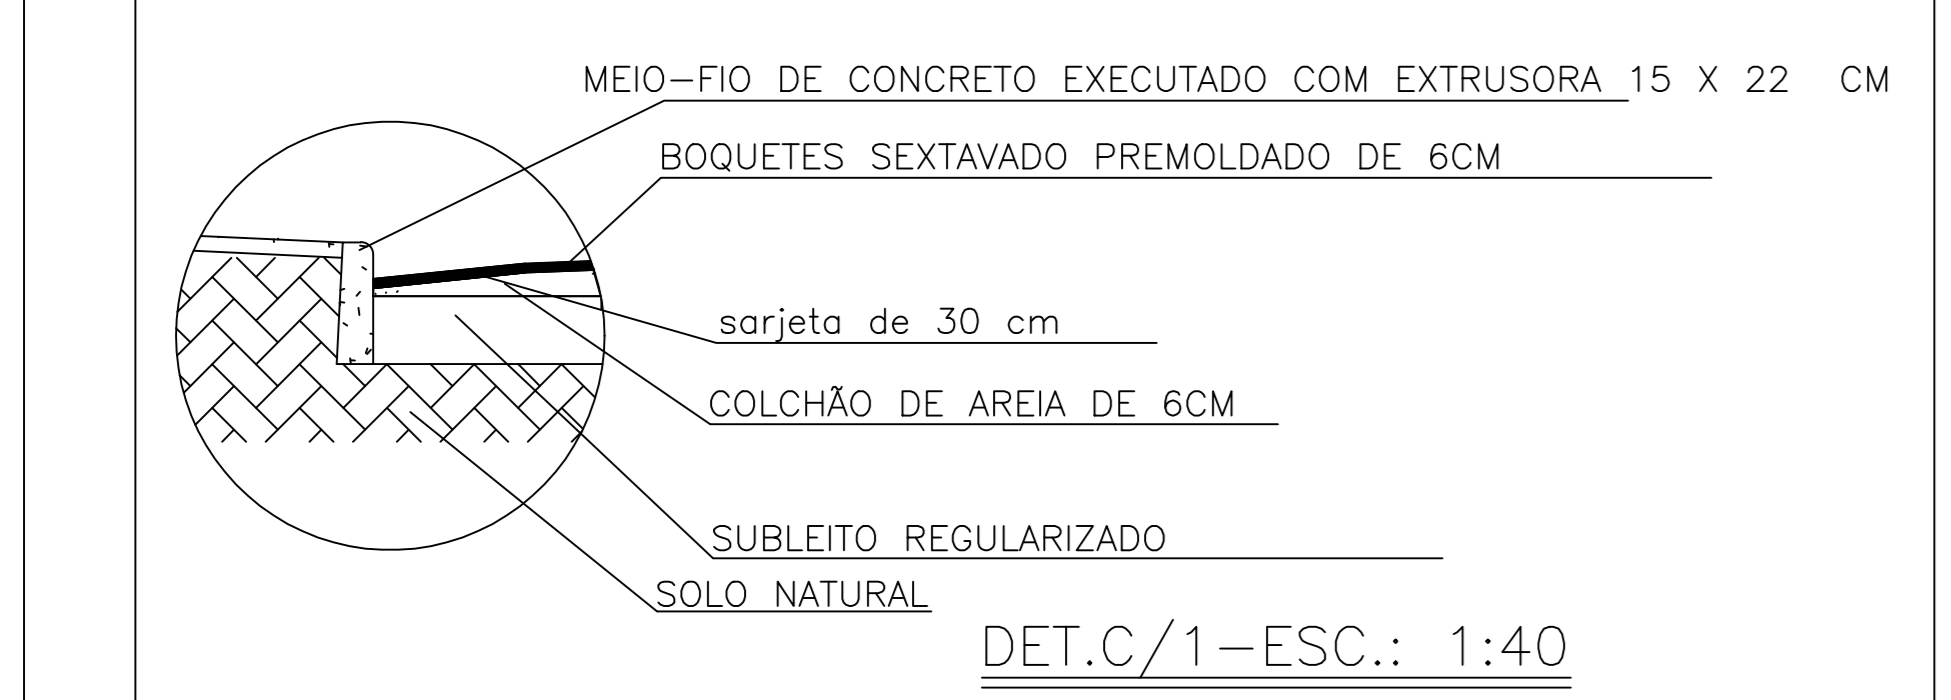 MEIO-FIO DE CONCRETO EXECUTADO COM EXTRUSORA 15 X 22 CM
BOQUETES SEXTAVADO PREMOLDADO DE 6CM
sarjeta de 30 cm
COLCHÃO DE AREIA DE 6CM
SUBLEITO REGULARIZADO
SOLO NATURAL
DET.C/1-ESC.: 1:40